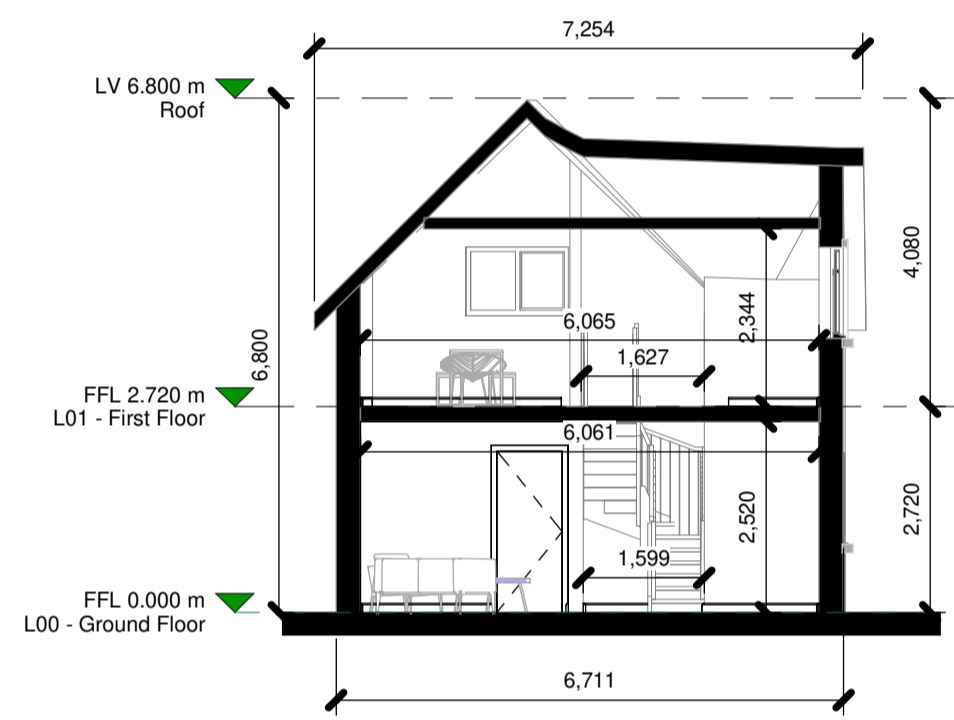 7,254
LV 6.800 m
Roof
4,080
6,800
2,344
6,065
1,627
FFL 2.720 m
L01 - First Floor
6,061
2,520
2,720
1,599
FFL 0.000 m
L00 - Ground Floor
6,711